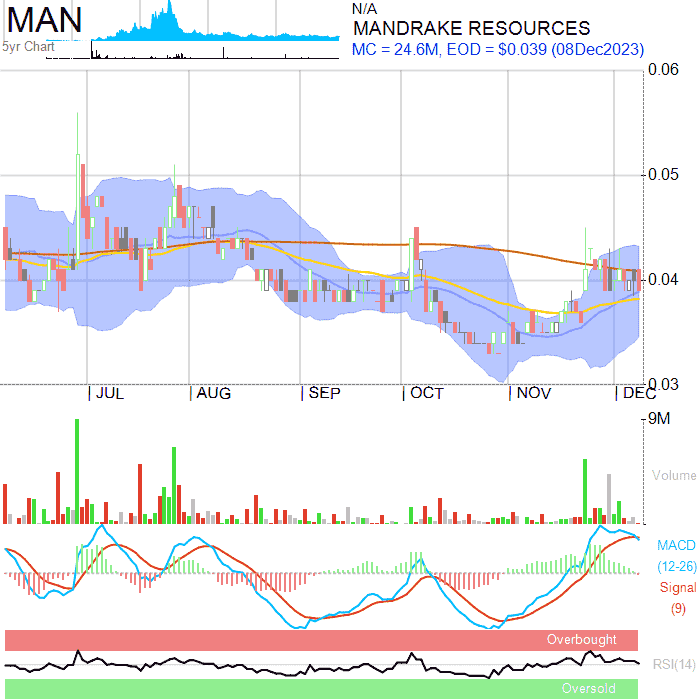 MAN
5yr Chart
N/A
MANDRAKE RESOURCES
MC = 24.6M, EOD = $0.039 (08Dec2023)
0.06
0.05
0.04
0.03
JUL AUG SEP OCT NOV DEC
9M
Volume
MACD
(12-26)
Signal
(9)
Overbought
RSI(14)
Oversold